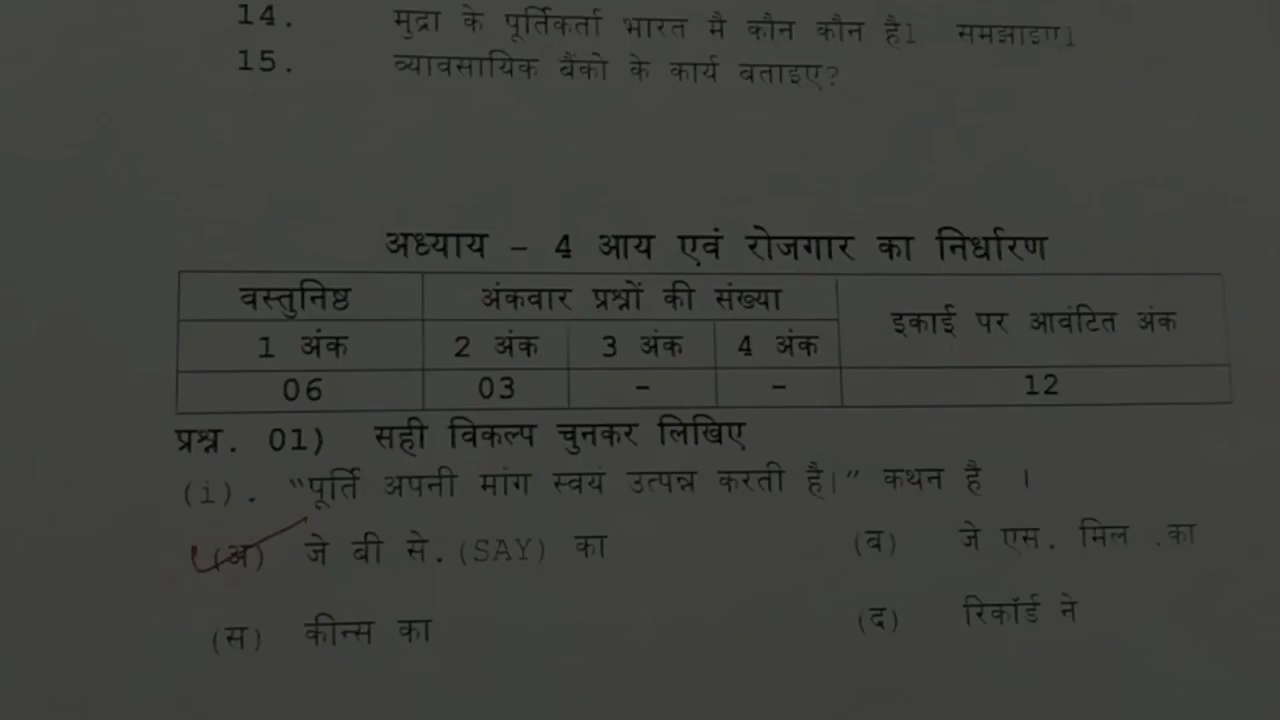 14. मुद्रा के पूर्तिकर्ता भारत मै कौन कौन है1 समझाइए1
15. व्यावसायिक बैंको के कार्य बताइए?
अध्याय - 4 आय एवं रोजगार का निर्धारण
वस्तुनिष्ठ अंकवार प्रश्नों की संख्या इकाई पर आवंटित अंक
1 अंक 2 अंक 3 अंक 4 अंक
06 03 - - 12
प्रश्न. 01) सही विकल्प चुनकर लिखिए
(i). “पूर्ति अपनी मांग स्वयं उत्पन्न करती है।” कथन है ।
(अ) जे बी से.(SAY) का (ब) जे एस. मिल .का
(स) कीन्स का (द) रिकॉर्ड ने